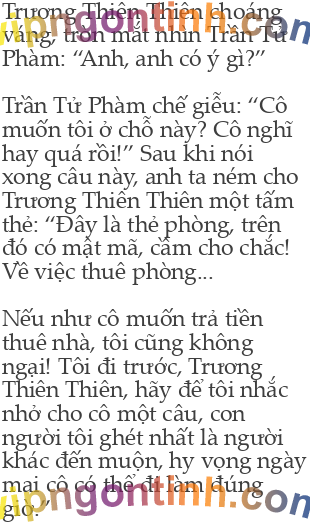 Trương Thiên Thiên choáng
váng, trợn mắt nhìn Trần Tử
Phàm: “Anh, anh có ý gì?”
Trần Tử Phàm chế giễu: “Cô
muốn tôi ở chỗ này? Cô nghĩ
hay quá rồi!” Sau khi nói
xong câu này, anh ta ném cho
Trương Thiên Thiên một tấm
thẻ: “Đây là thẻ phòng, trên
đó có mật mã, cầm cho chắc!
Về việc thuê phòng...
Nếu như cô muốn trả tiền
thuê nhà, tôi cũng không
ngại! Tôi đi trước, Trương
Thiên Thiên, hãy để tôi nhắc
nhở cho cô một câu, con
người tôi ghét nhất là người
khác đến muộn, hy vọng ngày
mai cô có thể đi làm đúng
giờ.”
vipngontinh.com
vipngontinh.com